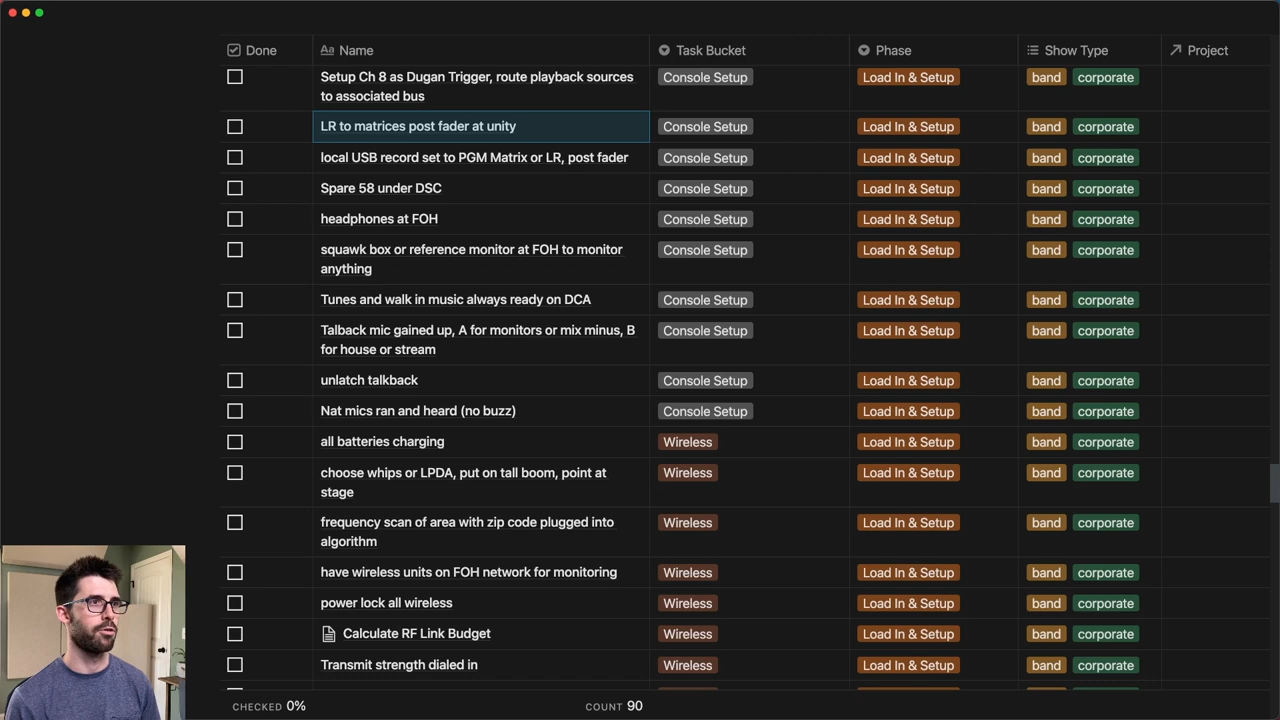 Done Aa Name Task Bucket Phase Show Type Project
Setup Ch 8 as Dugan Trigger, route playback sources
to associated bus
Console Setup Load In & Setup band corporate
LR to matrices post fader at unity Console Setup Load In & Setup band corporate
local USB record set to PGM Matrix or LR, post fader Console Setup Load In & Setup band corporate
Spare 58 under DSC Console Setup Load In & Setup band corporate
headphones at FOH Console Setup Load In & Setup band corporate
squawk box or reference monitor at FOH to monitor
anything
Console Setup Load In & Setup band corporate
Tunes and walk in music always ready on DCA Console Setup Load In & Setup band corporate
Talback mic gained up, A for monitors or mix minus, B
for house or stream
Console Setup Load In & Setup band corporate
unlatch talkback Console Setup Load In & Setup band corporate
Nat mics ran and heard (no buzz) Console Setup Load In & Setup band corporate
all batteries charging Wireless Load In & Setup band corporate
choose whips or LPDA, put on tall boom, point at
stage
Wireless Load In & Setup band corporate
frequency scan of area with zip code plugged into
algorithm
Wireless Load In & Setup band corporate
have wireless units on FOH network for monitoring Wireless Load In & Setup band corporate
power lock all wireless Wireless Load In & Setup band corporate
Calculate RF Link Budget Wireless Load In & Setup band corporate
Transmit strength dialed in Wireless Load In & Setup band corporate
CHECKED 0% COUNT 90